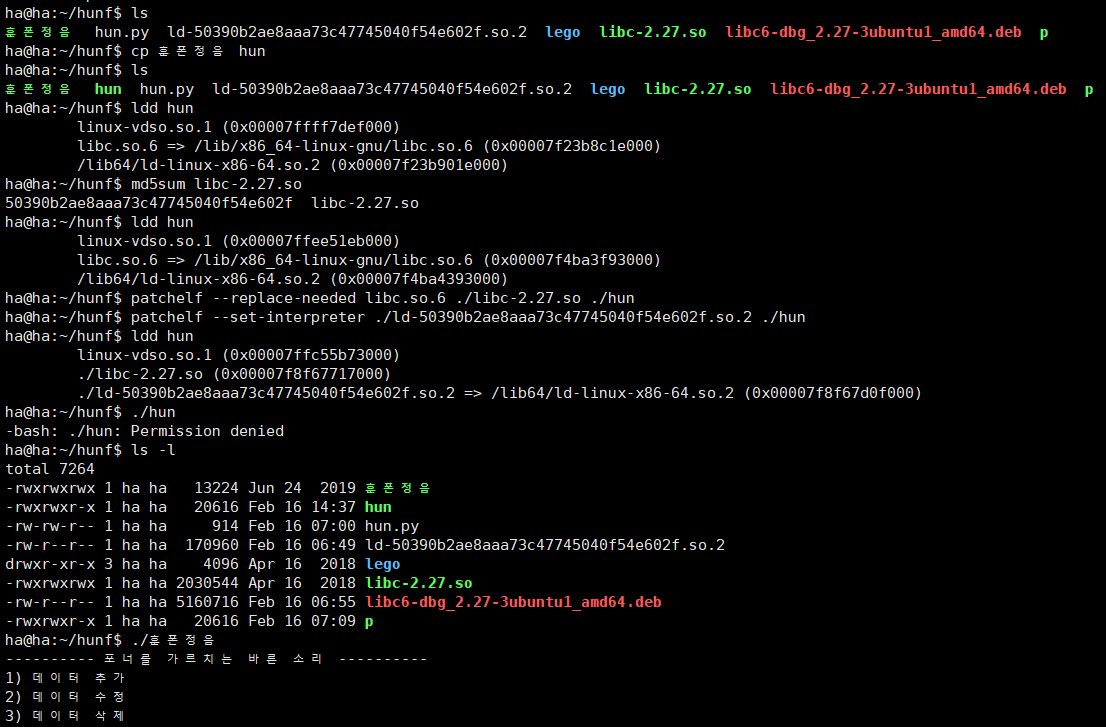 ha@ha:~/hunf$ ls
훈폰정음  hun.py  ld-50390b2ae8aaa73c47745040f54e602f.so.2  lego  libc-2.27.so  libc6-dbg_2.27-3ubuntu1_amd64.deb  p
ha@ha:~/hunf$ cp 훈폰정음 hun
ha@ha:~/hunf$ ls
훈폰정음  hun  hun.py  ld-50390b2ae8aaa73c47745040f54e602f.so.2  lego  libc-2.27.so  libc6-dbg_2.27-3ubuntu1_amd64.deb  p
ha@ha:~/hunf$ ldd hun
        linux-vdso.so.1 (0x00007ffff7def000)
        libc.so.6 => /lib/x86_64-linux-gnu/libc.so.6 (0x00007f23b8c1e000)
        /lib64/ld-linux-x86-64.so.2 (0x00007f23b901e000)
ha@ha:~/hunf$ md5sum libc-2.27.so
50390b2ae8aaa73c47745040f54e602f  libc-2.27.so
ha@ha:~/hunf$ ldd hun
        linux-vdso.so.1 (0x00007ffee51eb000)
        libc.so.6 => /lib/x86_64-linux-gnu/libc.so.6 (0x00007f4ba3f93000)
        /lib64/ld-linux-x86-64.so.2 (0x00007f4ba4393000)
ha@ha:~/hunf$ patchelf --replace-needed libc.so.6 ./libc-2.27.so ./hun
ha@ha:~/hunf$ patchelf --set-interpreter ./ld-50390b2ae8aaa73c47745040f54e602f.so.2 ./hun
ha@ha:~/hunf$ ldd hun
        linux-vdso.so.1 (0x00007ffc55b73000)
        ./libc-2.27.so (0x00007f8f67717000)
        ./ld-50390b2ae8aaa73c47745040f54e602f.so.2 => /lib64/ld-linux-x86-64.so.2 (0x00007f8f67d0f000)
ha@ha:~/hunf$ ./hun
-bash: ./hun: Permission denied
ha@ha:~/hunf$ ls -l
total 7264
-rwxrwxrwx 1 ha ha   13224 Jun 24  2019 훈폰정음
-rwxrwxr-x 1 ha ha   20616 Feb 16 14:37 hun
-rw-rw-r-- 1 ha ha     914 Feb 16 07:00 hun.py
-rw-r--r-- 1 ha ha  170960 Feb 16 06:49 ld-50390b2ae8aaa73c47745040f54e602f.so.2
drwxr-xr-x 3 ha ha    4096 Apr 16  2018 lego
-rwxrwxrwx 1 ha ha 2030544 Apr 16  2018 libc-2.27.so
-rw-r--r-- 1 ha ha 5160716 Feb 16 06:55 libc6-dbg_2.27-3ubuntu1_amd64.deb
-rwxrwxr-x 1 ha ha   20616 Feb 16 07:09 p
ha@ha:~/hunf$ ./훈폰정음
---------- 포너를 가르치는 바른 소리 ----------
1) 데이터 추가
2) 데이터 수정
3) 데이터 삭제